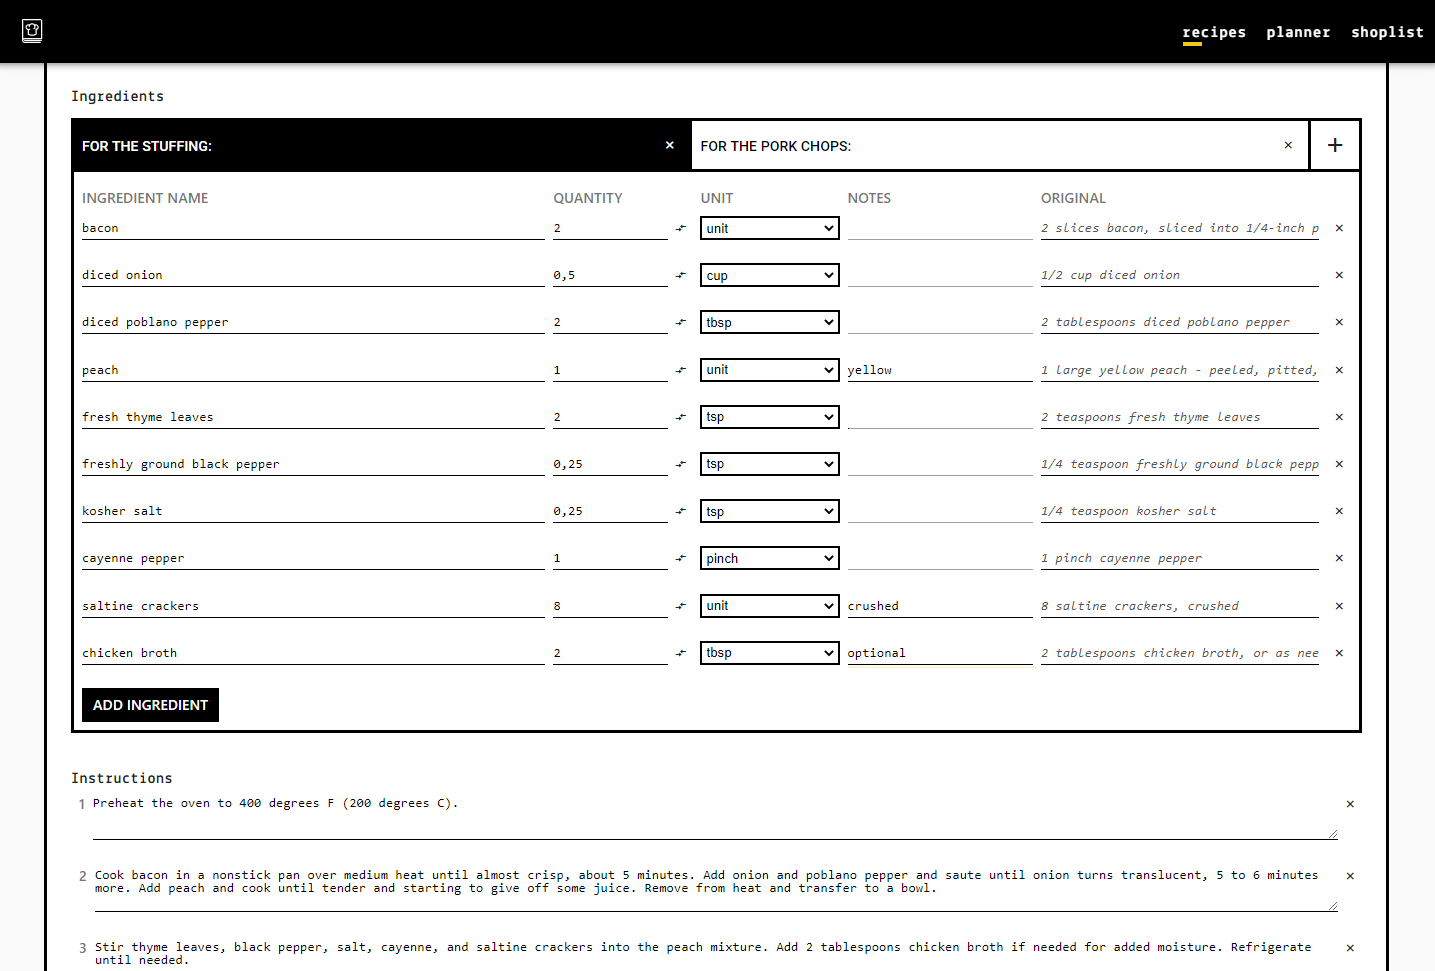 recipes planner shoplist
Ingredients
FOR THE STUFFING: × FOR THE PORK CHOPS: × +
INGREDIENT NAME QUANTITY UNIT NOTES ORIGINAL
bacon 2 unit 2 slices bacon, sliced into 1/4-inch p ×
diced onion 0,5 cup 1/2 cup diced onion ×
diced poblano pepper 2 tbsp 2 tablespoons diced poblano pepper ×
peach 1 unit yellow 1 large yellow peach - peeled, pitted, ×
fresh thyme leaves 2 tsp 2 teaspoons fresh thyme leaves ×
freshly ground black pepper 0,25 tsp 1/4 teaspoon freshly ground black pepp ×
kosher salt 0,25 tsp 1/4 teaspoon kosher salt ×
cayenne pepper 1 pinch 1 pinch cayenne pepper ×
saltine crackers 8 unit crushed 8 saltine crackers, crushed ×
chicken broth 2 tbsp optional 2 tablespoons chicken broth, or as nee ×
ADD INGREDIENT
Instructions
1 Preheat the oven to 400 degrees F (200 degrees C). ×
2 Cook bacon in a nonstick pan over medium heat until almost crisp, about 5 minutes. Add onion and poblano pepper and saute until onion turns translucent, 5 to 6 minutes ×
more. Add peach and cook until tender and starting to give off some juice. Remove from heat and transfer to a bowl.
3 Stir thyme leaves, black pepper, salt, cayenne, and saltine crackers into the peach mixture. Add 2 tablespoons chicken broth if needed for added moisture. Refrigerate ×
until needed.